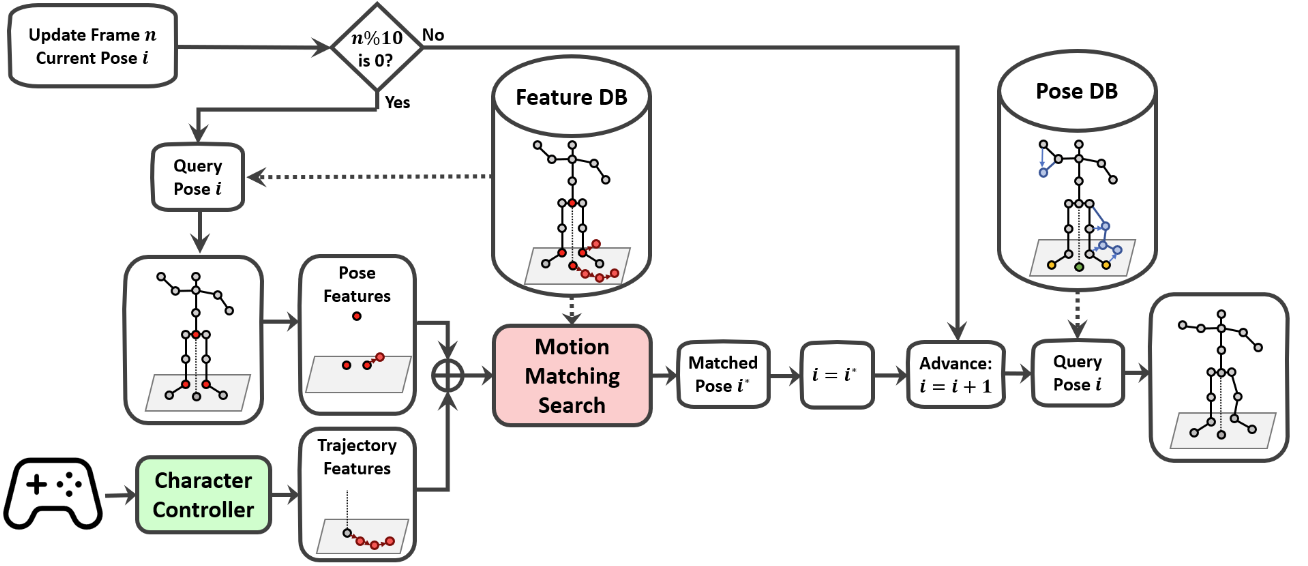 Update Frame n
Current Pose i
n%10
is 0?
No
Yes
Feature DB
Pose DB
Query
Pose i
Pose
Features
Motion
Matching
Search
Matched
Pose i*
i = i*
Advance:
i = i + 1
Query
Pose i
Trajectory
Features
Character
Controller